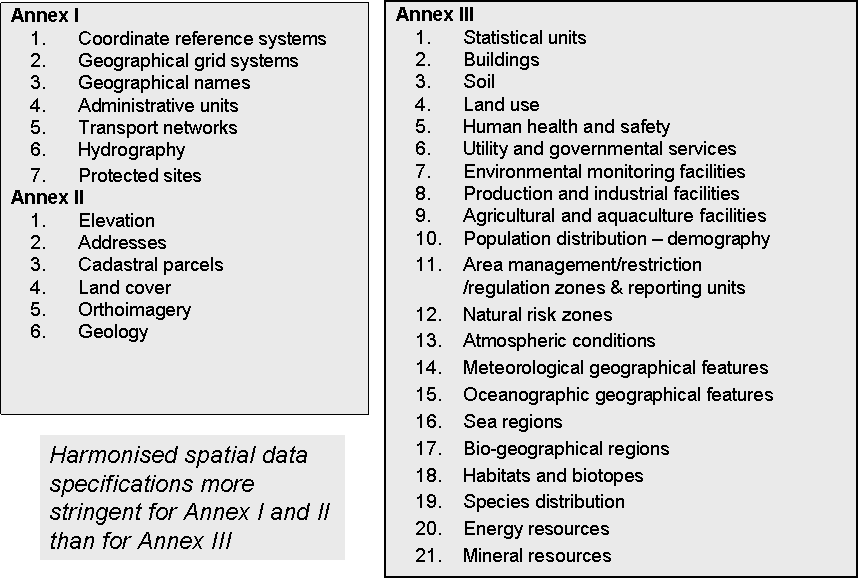 Annex I
1. Coordinate reference systems
2. Geographical grid systems
3. Geographical names
4. Administrative units
5. Transport networks
6. Hydrography
7. Protected sites
Annex II
1. Elevation
2. Addresses
3. Cadastral parcels
4. Land cover
5. Orthoimagery
6. Geology
Harmonised spatial data
specifications more
stringent for Annex I and II
than for Annex III
Annex III
1. Statistical units
2. Buildings
3. Soil
4. Land use
5. Human health and safety
6. Utility and governmental services
7. Environmental monitoring facilities
8. Production and industrial facilities
9. Agricultural and aquaculture facilities
10. Population distribution – demography
11. Area management/restriction
/regulation zones & reporting units
12. Natural risk zones
13. Atmospheric conditions
14. Meteorological geographical features
15. Oceanographic geographical features
16. Sea regions
17. Bio-geographical regions
18. Habitats and biotopes
19. Species distribution
20. Energy resources
21. Mineral resources